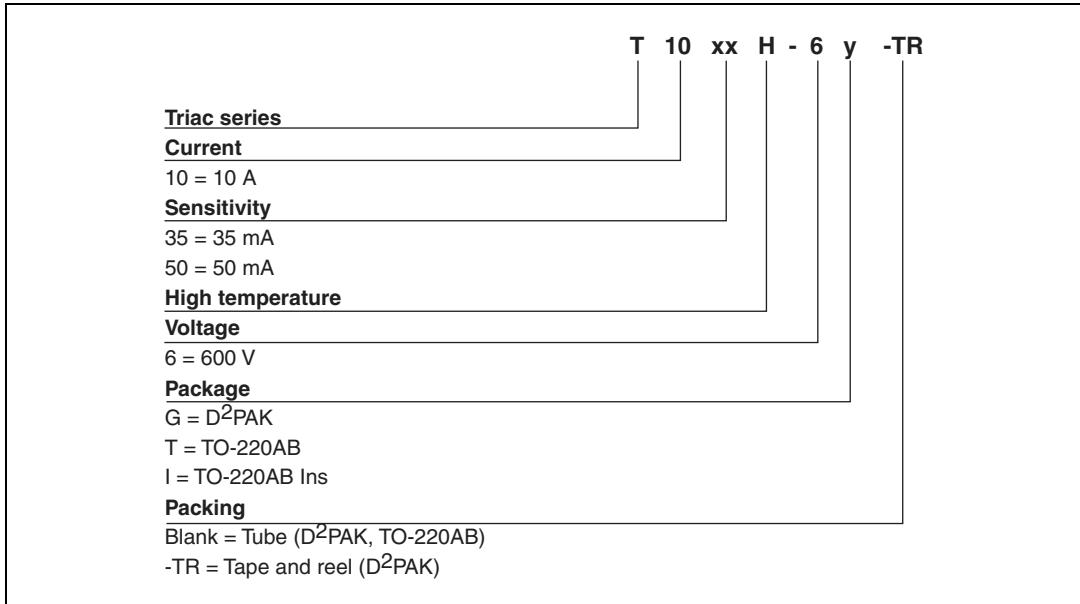 T 10 xx H - 6 y -TR
Triac series
Current
10 = 10 A
Sensitivity
35 = 35 mA
50 = 50 mA
High temperature
Voltage
6 = 600 V
Package
G = D²PAK
T = TO-220AB
I = TO-220AB Ins
Packing
Blank = Tube (D²PAK, TO-220AB)
-TR = Tape and reel (D²PAK)